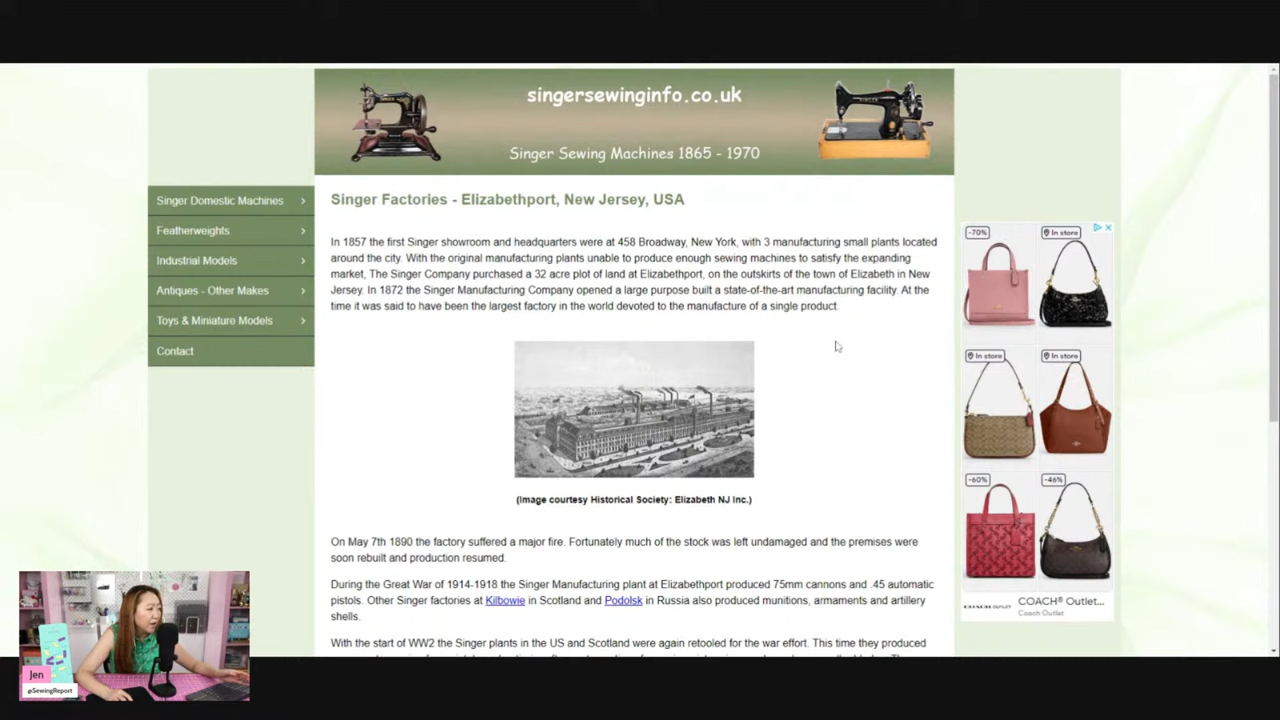 singersewinginfo.co.uk
Singer Sewing Machines 1865 - 1970
Singer Domestic Machines
Featherweights
Industrial Models
Antiques - Other Makes
Toys & Miniature Models
Contact
Singer Factories - Elizabethport, New Jersey, USA
In 1857 the first Singer showroom and headquarters were at 458 Broadway, New York, with 3 manufacturing small plants located
around the city. With the original manufacturing plants unable to produce enough sewing machines to satisfy the expanding
market, The Singer Company purchased a 32 acre plot of land at Elizabethport, on the outskirts of the town of Elizabeth in New
Jersey. In 1872 the Singer Manufacturing Company opened a large purpose built a state-of-the-art manufacturing facility. At the
time it was said to have been the largest factory in the world devoted to the manufacture of a single product.
(Image courtesy Historical Society: Elizabeth NJ Inc.)
On May 7th 1890 the factory suffered a major fire. Fortunately much of the stock was left undamaged and the premises were
soon rebuilt and production resumed.
During the Great War of 1914-1918 the Singer Manufacturing plant at Elizabethport produced 75mm cannons and .45 automatic
pistols. Other Singer factories at Kilbowie in Scotland and Podolsk in Russia also produced munitions, armaments and artillery
shells.
With the start of WW2 the Singer plants in the US and Scotland were again retooled for the war effort. This time they produced
-70%
In store
In store
In store
-60%
-46%
COACH OUTLET
COACH® Outlet...
Coach Outlet
Jen
@SewingReport